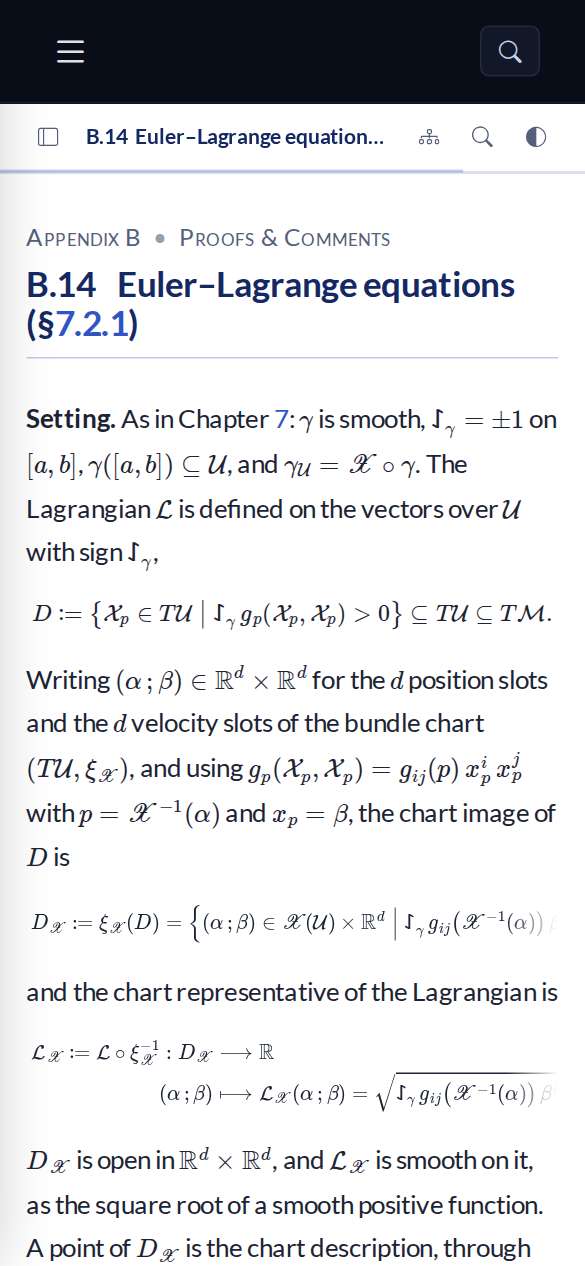 B.14 Euler–Lagrange equation...
APPENDIX B • PROOFS & COMMENTS
B.14 Euler–Lagrange equations
(§7.2.1)
Setting. As in Chapter 7: γ is smooth, ⥘_γ = ±1 on
[a, b], γ([a, b]) ⊆ 𝒰, and γ_𝒰 = 𝒳 ∘ γ. The
Lagrangian ℒ is defined on the vectors over 𝒰
with sign ⥘_γ,
D := {𝒳_p ∈ T𝒰 | ⥘_γ g_p(𝒳_p, 𝒳_p) > 0} ⊆ T𝒰 ⊆ Tℳ.
Writing (α ; β) ∈ ℝ^d × ℝ^d for the d position slots
and the d velocity slots of the bundle chart
(T𝒰, ξ_𝒳), and using g_p(𝒳_p, 𝒳_p) = g_ij(p) x_p^i x_p^j
with p = 𝒳^−1(α) and x_p = β, the chart image of
D is
D_𝒳 := ξ_𝒳(D) = {(α ; β) ∈ 𝒳(𝒰) × ℝ^d | ⥘_γ g_ij(𝒳^−1(α))
and the chart representative of the Lagrangian is
ℒ_𝒳 := ℒ ∘ ξ_𝒳^−1 : D_𝒳 ⟶ ℝ
(α ; β) ⟼ ℒ_𝒳(α ; β) = √⥘_γ g_ij(𝒳^−1(α)) β
D_𝒳 is open in ℝ^d × ℝ^d, and ℒ_𝒳 is smooth on it,
as the square root of a smooth positive function.
A point of D_𝒳 is the chart description, through